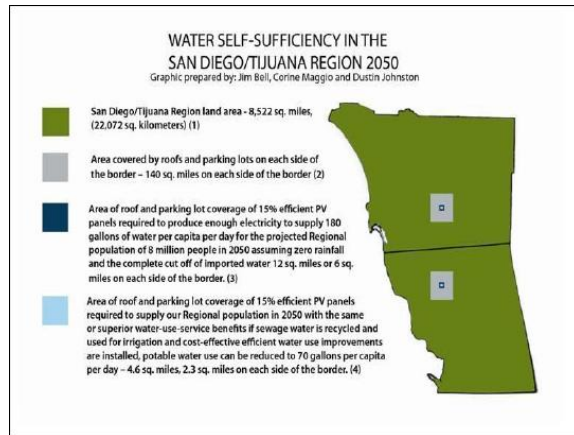 WATER SELF-SUFFICIENCY IN THE
SAN DIEGO/TIJUANA REGION 2050
Graphic prepared by: Jim Bell, Corine Maggio and Dustin Johnston
San Diego/Tijuana Region land area - 8,522 sq. miles,
(22,072 sq. kilometers) (1)
Area covered by roofs and parking lots on each side of
the border – 140 sq. miles on each side of the border (2)
Area of roof and parking lot coverage of 15% efficient PV
panels required to produce enough electricity to supply 180
gallons of water per capita per day for the projected Regional
population of 8 million people in 2050 assuming zero rainfall
and the complete cut off of imported water 12 sq. miles or 6 sq.
miles on each side of the border. (3)
Area of roof and parking lot coverage of 15% efficient PV panels
required to supply our Regional population in 2050 with the same
or superior water-use-service benefits if sewage water is recycled and
used for irrigation and cost-effective efficient water use improvements
are installed, potable water use can be reduced to 70 gallons per capita
per day – 4.6 sq. miles, 2.3 sq. miles on each side of the border. (4)